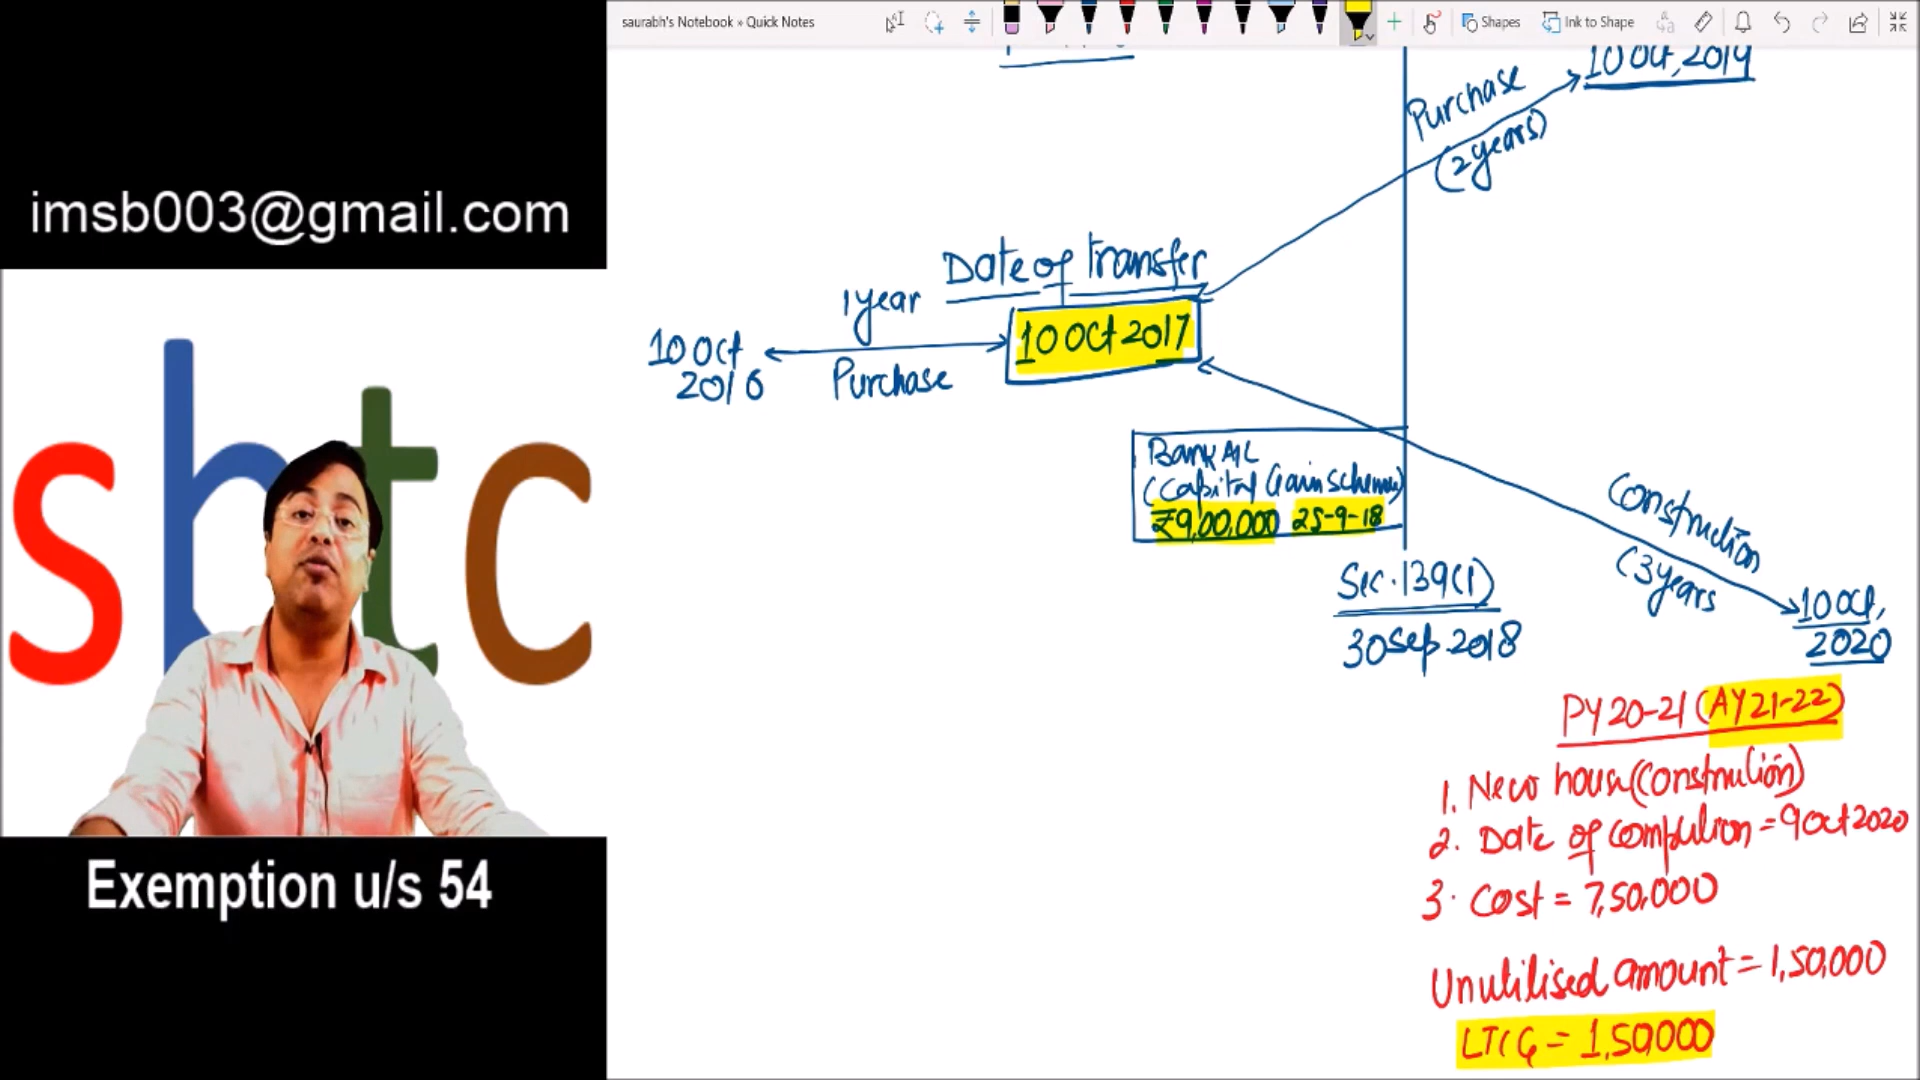 saurabh's Notebook » Quick Notes
Shapes
Ink to Shape
imsb003@gmail.com
sbtc
Exemption u/s 54
10 Oct, 2019
Purchase
(2 years)
Date of transfer
10 Oct 2017
1 year
Purchase
10 Oct
2016
Bank A/c
(Capital Gain Scheme)
₹9,00,000 25-9-18
Sec. 139(1)
30 Sep. 2018
Construction
(3 years
10 Oct,
2020
PY 20-21 (AY 21-22)
1. New house (Construction)
2. Date of completion = 9 Oct 2020
3. Cost = 7,50,000
Unutilised amount = 1,50,000
LTCG = 1,50,000